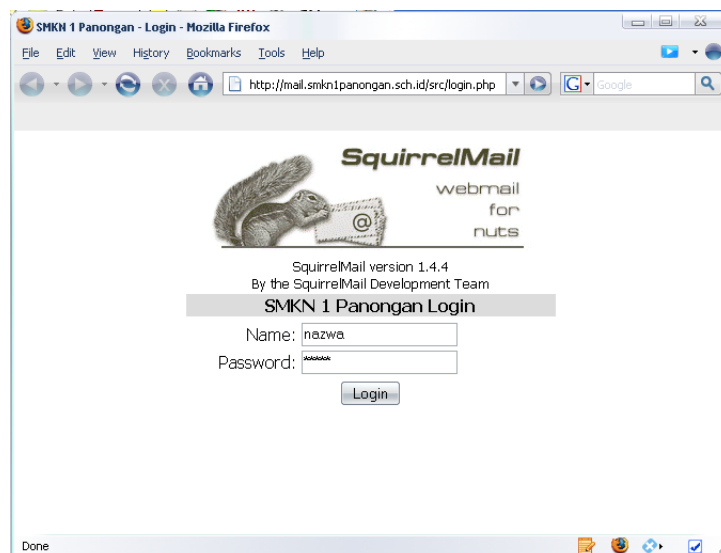 SMKN 1 Panongan - Login - Mozilla Firefox
File Edit View History Bookmarks Tools Help
http://mail.smkn1panongan.sch.id/src/login.php G Google
SquirrelMail
webmail
for
nuts
@
SquirrelMail version 1.4.4
By the SquirrelMail Development Team
SMKN 1 Panongan Login
Name: nazwa
Password: *****
Login
Done